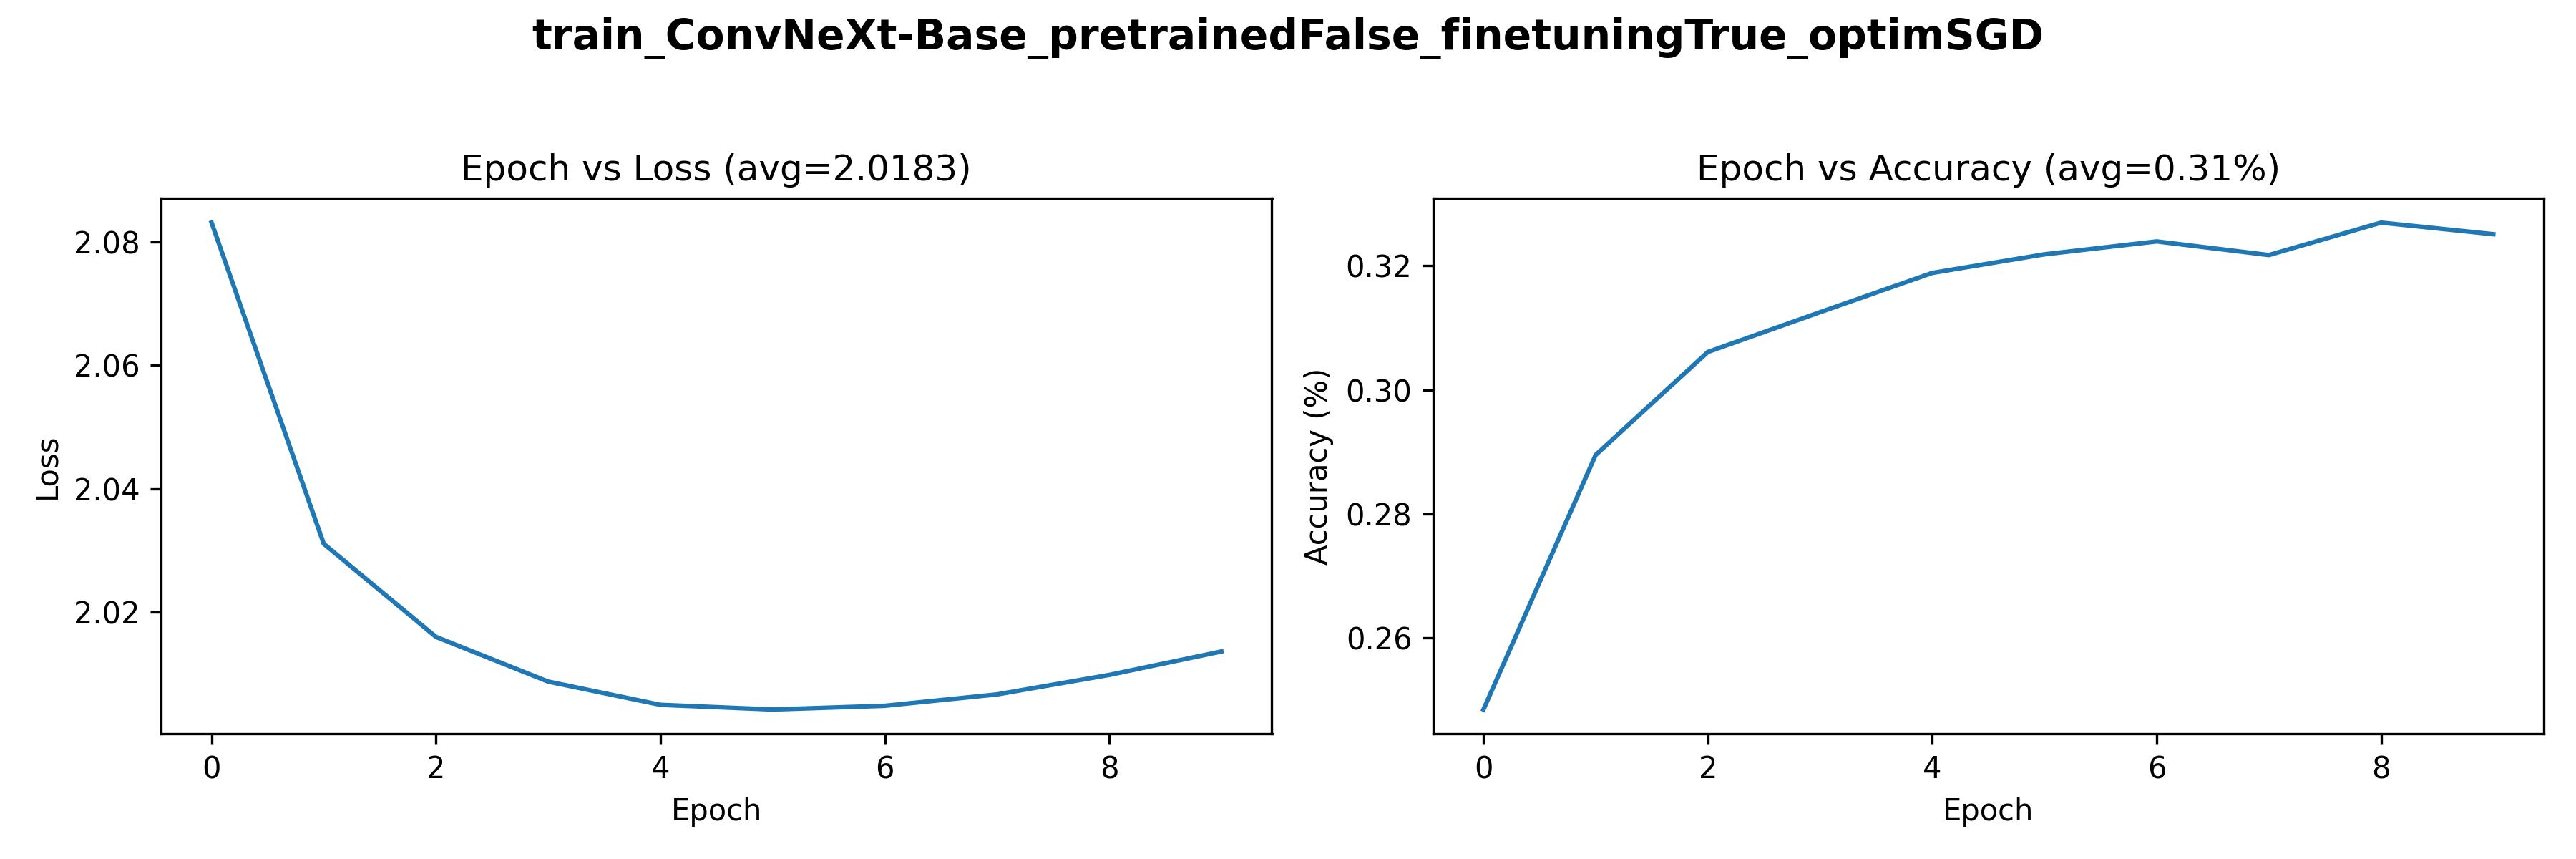 train_ConvNeXt-Base_pretrainedFalse_finetuningTrue_optimSGD
Epoch vs Loss (avg=2.0183)
Loss
2.08
2.06
2.04
2.02
0 2 4 6 8
Epoch
Epoch vs Accuracy (avg=0.31%)
Accuracy (%)
0.32
0.30
0.28
0.26
0 2 4 6 8
Epoch